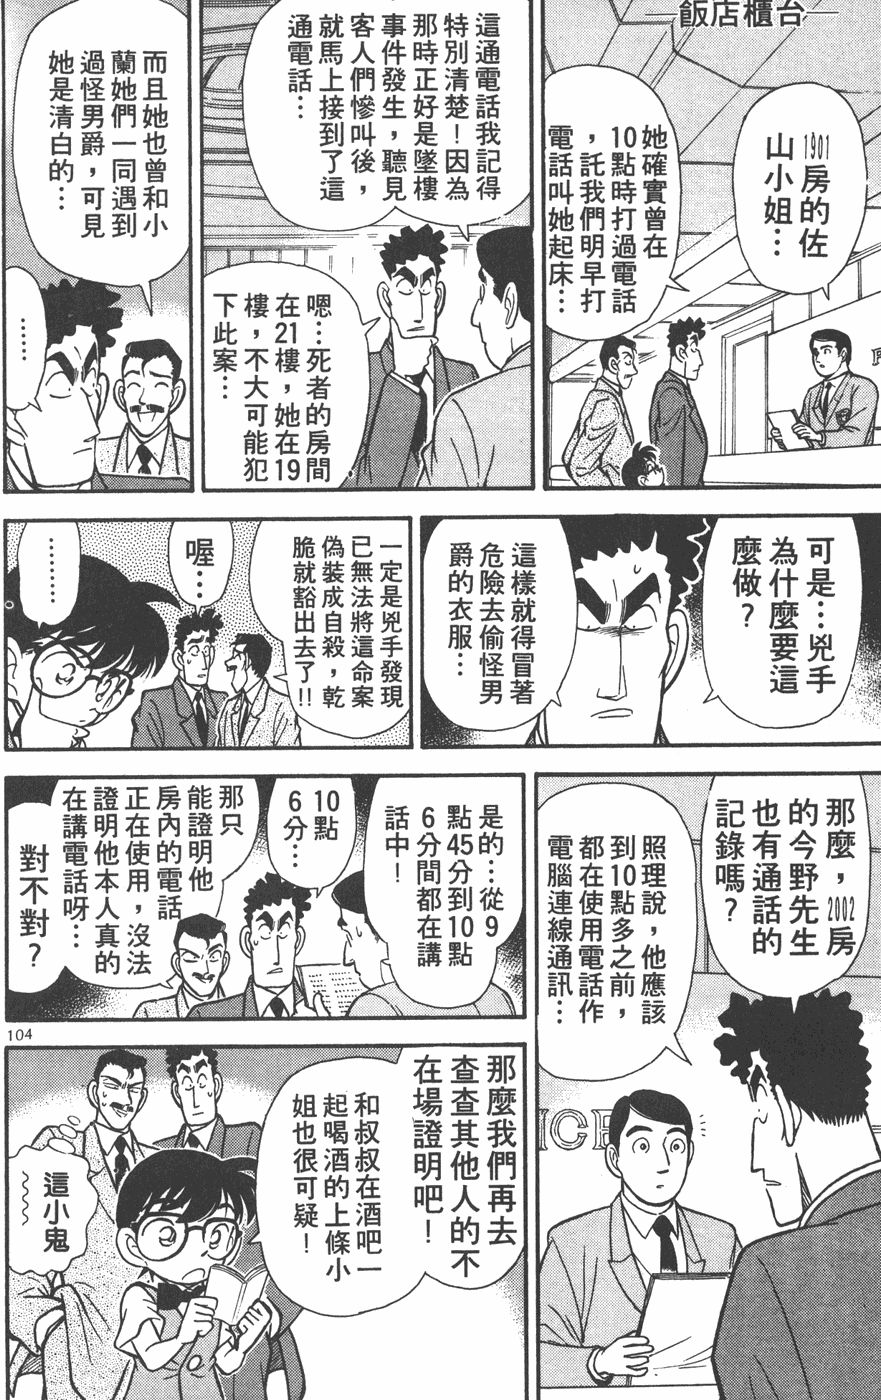 —飯店櫃台—
1901房的佐
山小姐…
她確實曾在
10點時打過電話
，託我們明早打
電話叫她起床…
這通電話我記得
特別清楚！因為
那時正好是墜樓
事件發生，聽見
客人們慘叫後，
就馬上接到了這
通電話…
嗯…死者的房間
在21樓，她在19
樓，不大可能犯
下此案…
而且她也曾和小
蘭她們一同遇到
過怪男爵，可見
她是清白的…
……
可是…兇手
為什麼要這
麼做？
這樣就得冒著
危險去偷怪男
爵的衣服…
一定是兇手發現
已無法將這命案
偽裝成自殺，乾
脆就豁出去了!!
喔…
………
那麼，2002房
的今野先生
也有通話的
記錄嗎？
照理說，他應該
到10點多之前，
都在使用電話作
電腦連線通訊…
是的…從9
點45分到10點
6分間都在講
話中！
10點
6分…
那只
能證明他
房內的電話
正在使用，沒法
證明他本人真的
在講電話呀…
對不對？
那麼我們再去
查查其他人的不
在場證明吧！
和叔叔在酒吧一
起喝酒的上條小
姐也很可疑！
這小鬼
104